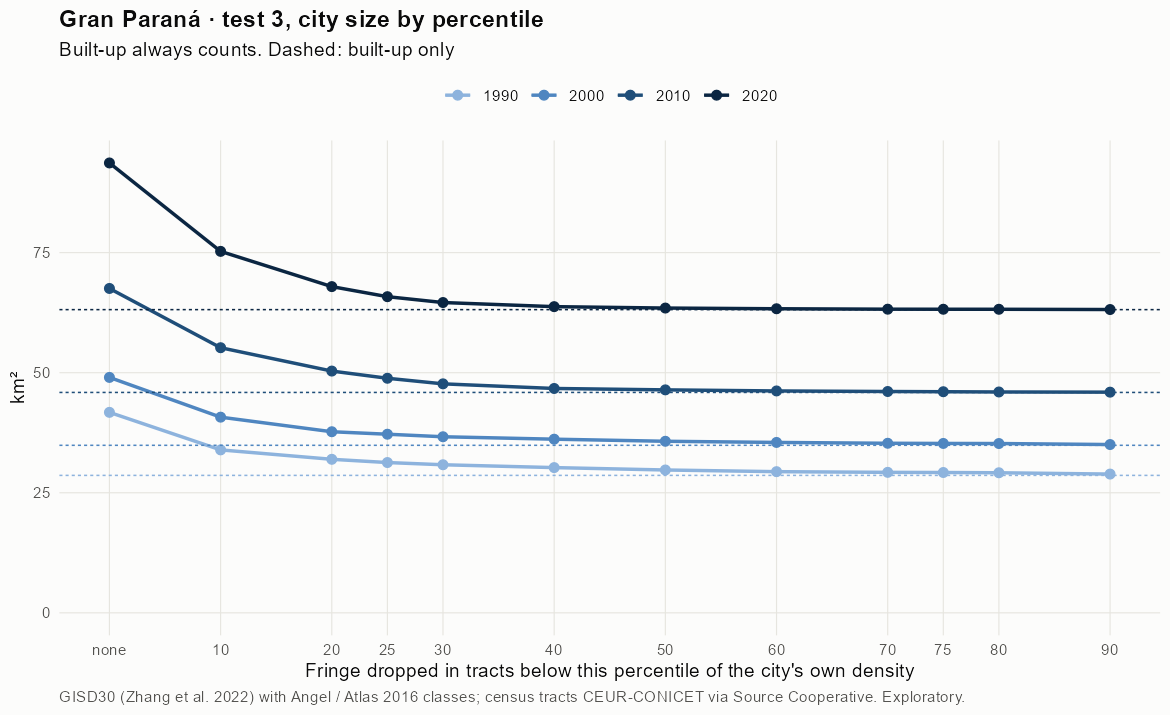 Gran Paraná · test 3, city size by percentile
Built-up always counts. Dashed: built-up only
1990 2000 2010 2020
75
50
25
0
km²
none 10 20 25 30 40 50 60 70 75 80 90
Fringe dropped in tracts below this percentile of the city's own density
GISD30 (Zhang et al. 2022) with Angel / Atlas 2016 classes; census tracts CEUR-CONICET via Source Cooperative. Exploratory.